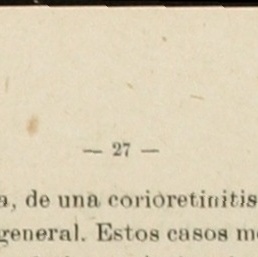 — 27 —
de una corioretinitis
general. Estos casos